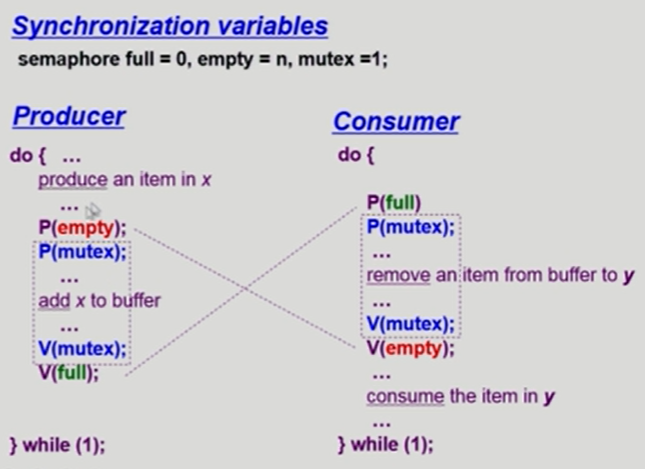 Synchronization variables
semaphore full = 0, empty = n, mutex =1;
Producer
do { ...
produce an item in x
...
P(empty);
P(mutex);
...
add x to buffer
...
V(mutex);
V(full);
} while (1);
Consumer
do {
P(full)
P(mutex);
...
remove an item from buffer to y
...
V(mutex);
V(empty);
...
consume the item in y
...
} while (1);